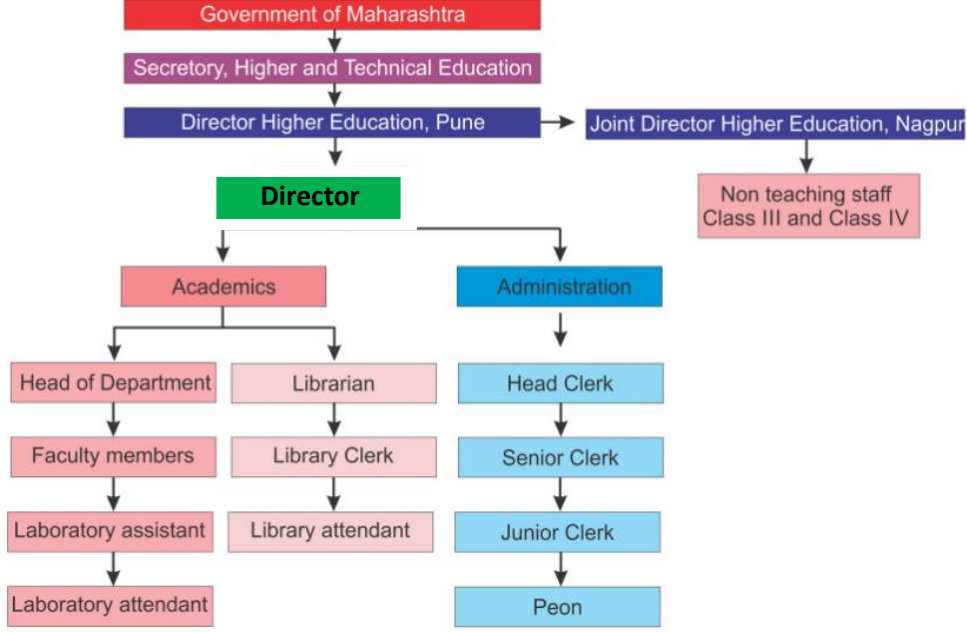 Government of Maharashtra
Secretory, Higher and Technical Education
Director Higher Education, Pune
Joint Director Higher Education, Nagpur
Director
Non teaching staff
Class III and Class IV
Academics
Administration
Head of Department
Librarian
Head Clerk
Faculty members
Library Clerk
Senior Clerk
Laboratory assistant
Library attendant
Junior Clerk
Laboratory attendant
Peon